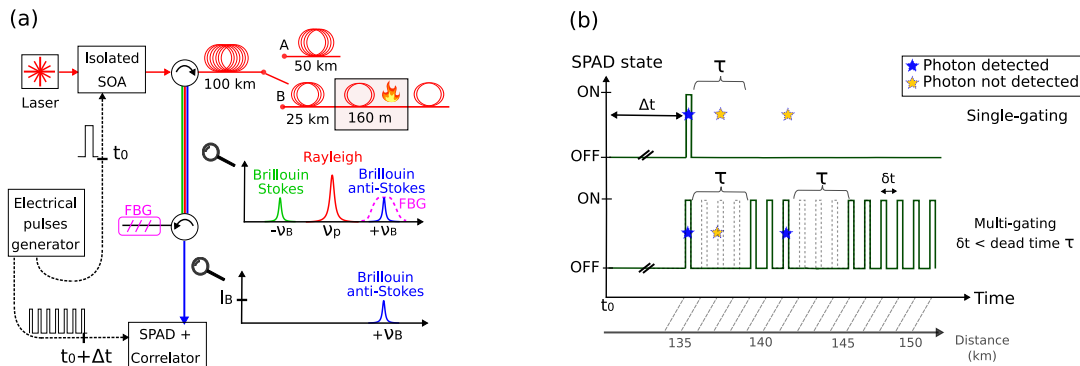 (a)
Laser
Isolated
SOA
100 km
A
50 km
B
25 km
160 m
t₀
Electrical
pulses
generator
FBG
Brillouin
Stokes
Rayleigh
Brillouin
anti-Stokes
FBG
-νB
νp
+νB
Brillouin
anti-Stokes
IB
+νB
t₀+Δt
SPAD +
Correlator
(b)
SPAD state
Photon detected
Photon not detected
ON
OFF
Δt
τ
Single-gating
ON
OFF
τ
τ
δt
Multi-gating
δt < dead time τ
t₀
Time
135
140
145
150
Distance
(km)